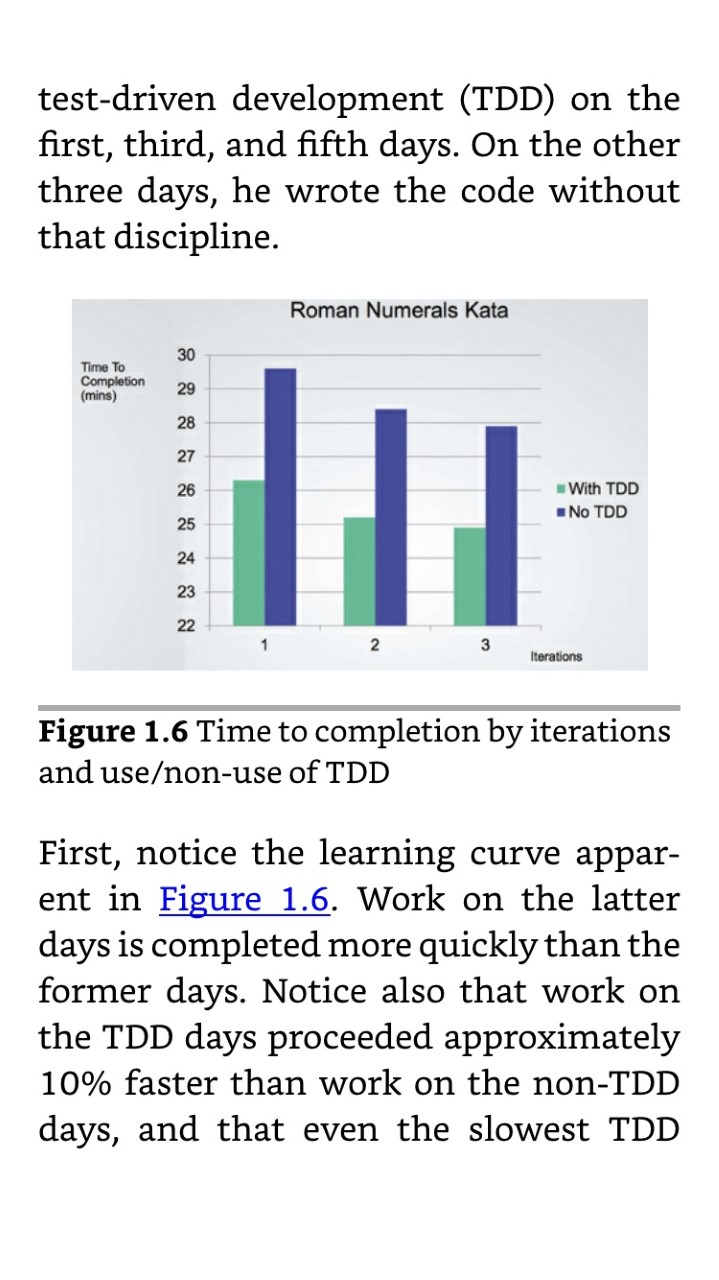 test-driven development (TDD) on the
first, third, and fifth days. On the other
three days, he wrote the code without
that discipline.
Roman Numerals Kata
Time To
Completion
(mins)
30
29
28
27
26
25
24
23
22
1
2
3
Iterations
With TDD
No TDD
Figure 1.6 Time to completion by iterations
and use/non-use of TDD
First, notice the learning curve appar-
ent in Figure 1.6. Work on the latter
days is completed more quickly than the
former days. Notice also that work on
the TDD days proceeded approximately
10% faster than work on the non-TDD
days, and that even the slowest TDD